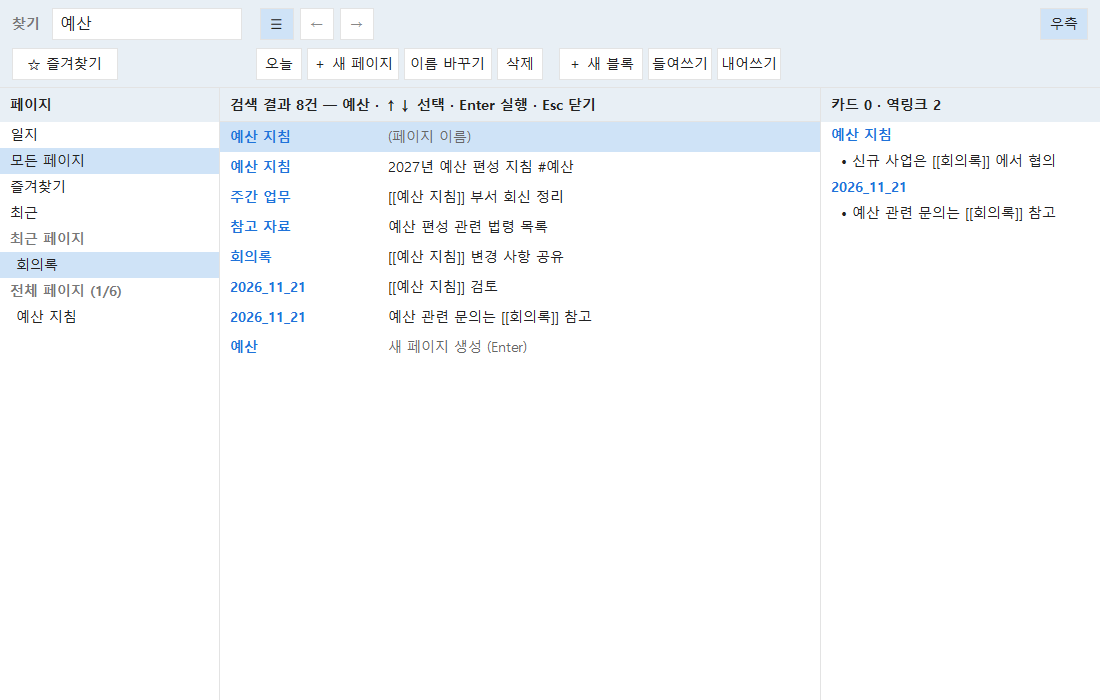 찾기 예산 ☰ ← → 우측
☆ 즐겨찾기 오늘 + 새 페이지 이름 바꾸기 삭제 + 새 블록 들여쓰기 내어쓰기
페이지
일지
모든 페이지
즐겨찾기
최근
최근 페이지
회의록
전체 페이지 (1/6)
예산 지침
검색 결과 8건 — 예산 · ↑↓ 선택 · Enter 실행 · Esc 닫기
예산 지침 (페이지 이름)
예산 지침 2027년 예산 편성 지침 #예산
주간 업무 [[예산 지침]] 부서 회신 정리
참고 자료 예산 편성 관련 법령 목록
회의록 [[예산 지침]] 변경 사항 공유
2026_11_21 [[예산 지침]] 검토
2026_11_21 예산 관련 문의는 [[회의록]] 참고
예산 새 페이지 생성 (Enter)
카드 0 · 역링크 2
예산 지침
• 신규 사업은 [[회의록]] 에서 협의
2026_11_21
• 예산 관련 문의는 [[회의록]] 참고